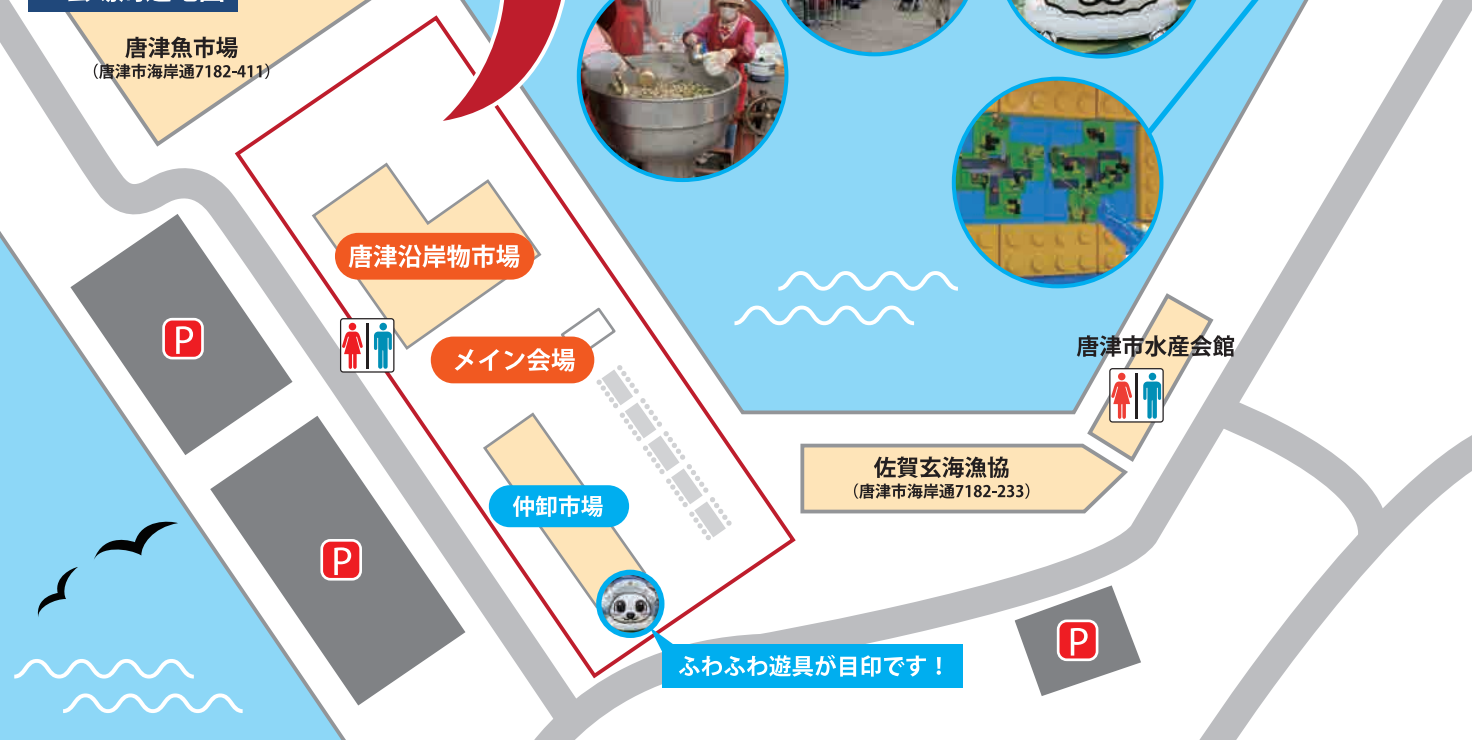 唐津魚市場
（唐津市海岸通7182-411）
唐津沿岸物市場
P
メイン会場
唐津市水産会館
佐賀玄海漁協
（唐津市海岸通7182-233）
仲卸市場
P
P
ふわふわ遊具が目印です！